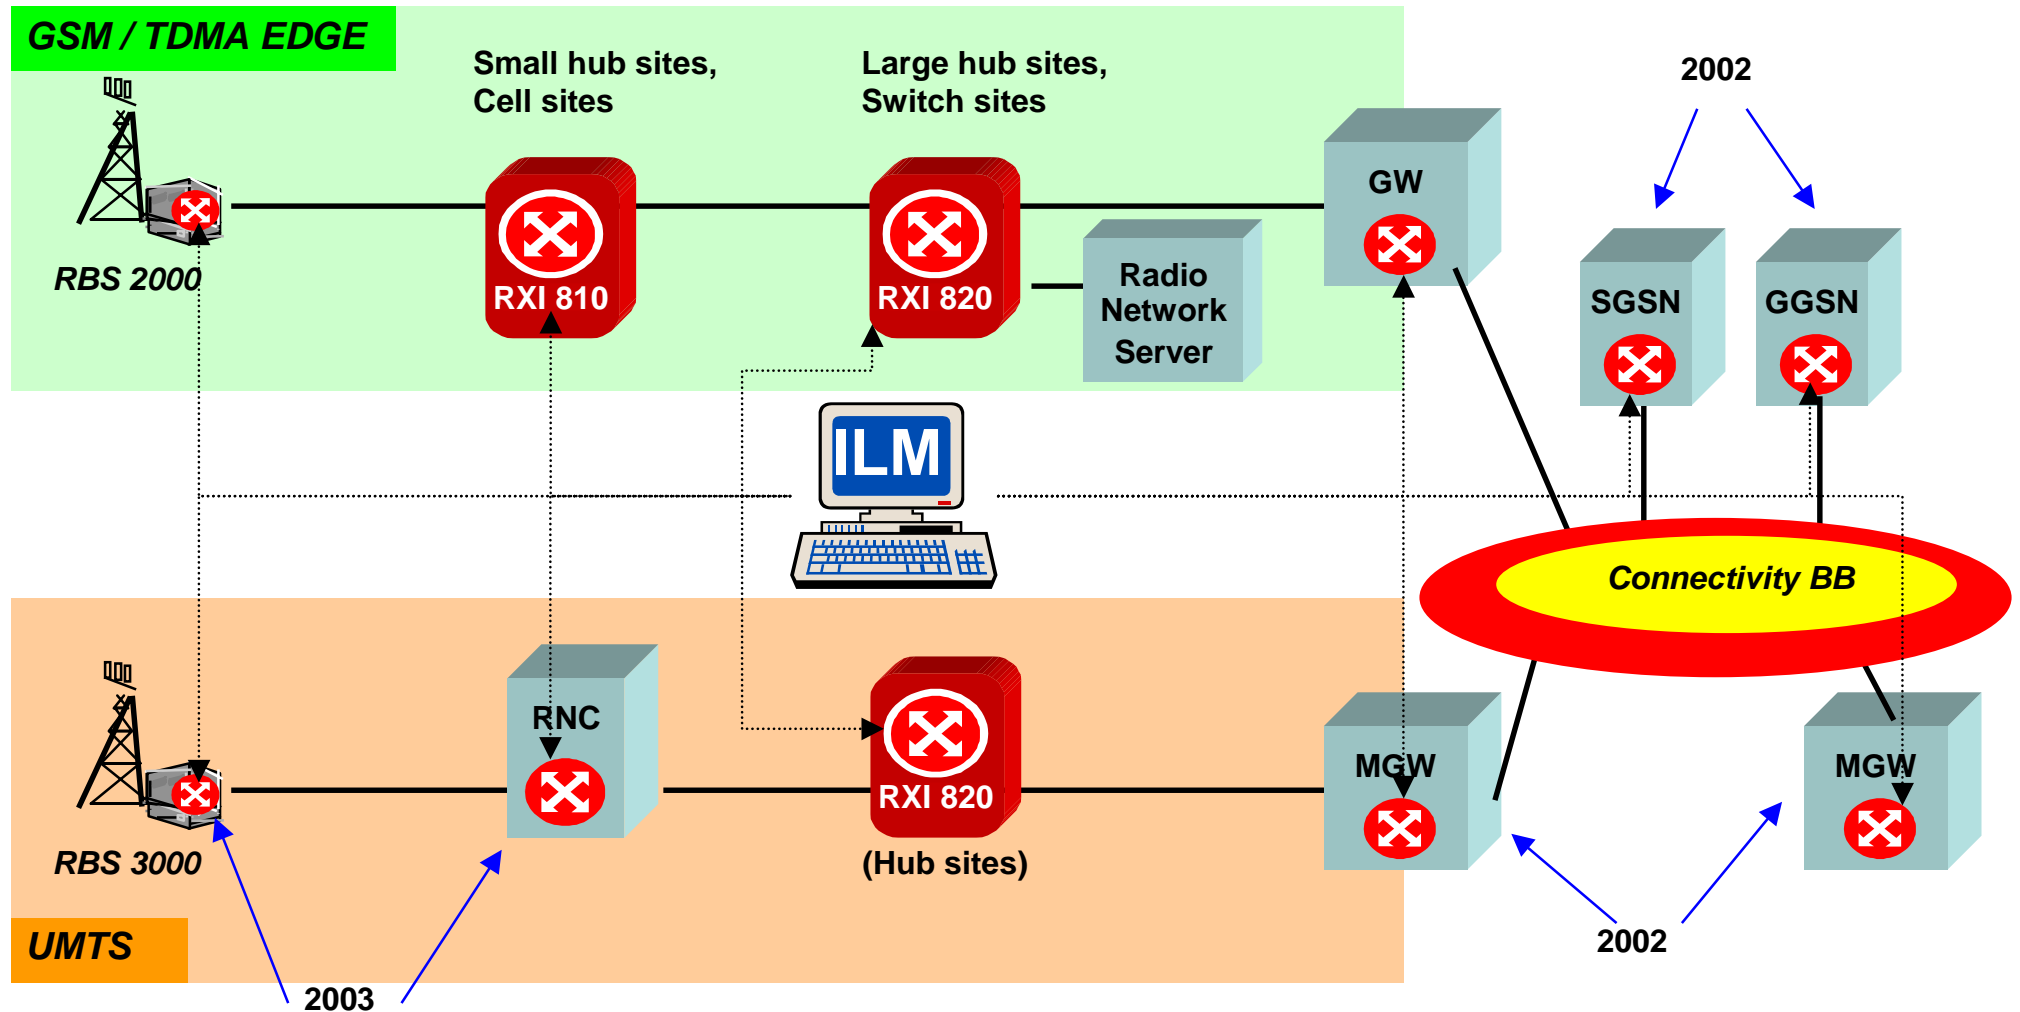 GSM / TDMA EDGE
Small hub sites,
Cell sites
Large hub sites,
Switch sites
2002
GW
RBS 2000
RXI 810
RXI 820
Radio
Network
Server
SGSN
GGSN
ILM
Connectivity BB
RNC
MGW
MGW
RXI 820
RBS 3000
(Hub sites)
UMTS
2002
2003